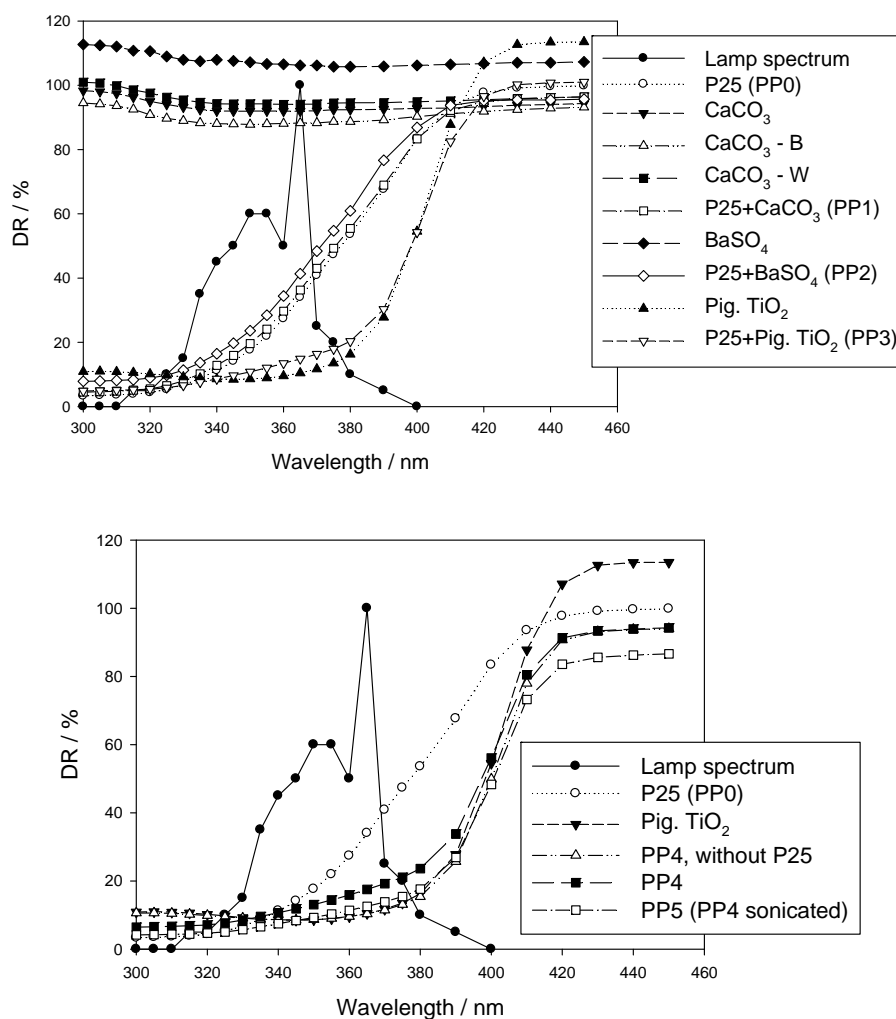 120
100
80
60
40
20
0
DR / %
300 320 340 360 380 400 420 440 460
Wavelength / nm
Lamp spectrum
P25 (PP0)
CaCO₃
CaCO₃ - B
CaCO₃ - W
P25+CaCO₃ (PP1)
BaSO₄
P25+BaSO₄ (PP2)
Pig. TiO₂
P25+Pig. TiO₂ (PP3)
120
100
80
60
40
20
0
DR / %
300 320 340 360 380 400 420 440 460
Wavelength / nm
Lamp spectrum
P25 (PP0)
Pig. TiO₂
PP4, without P25
PP4
PP5 (PP4 sonicated)